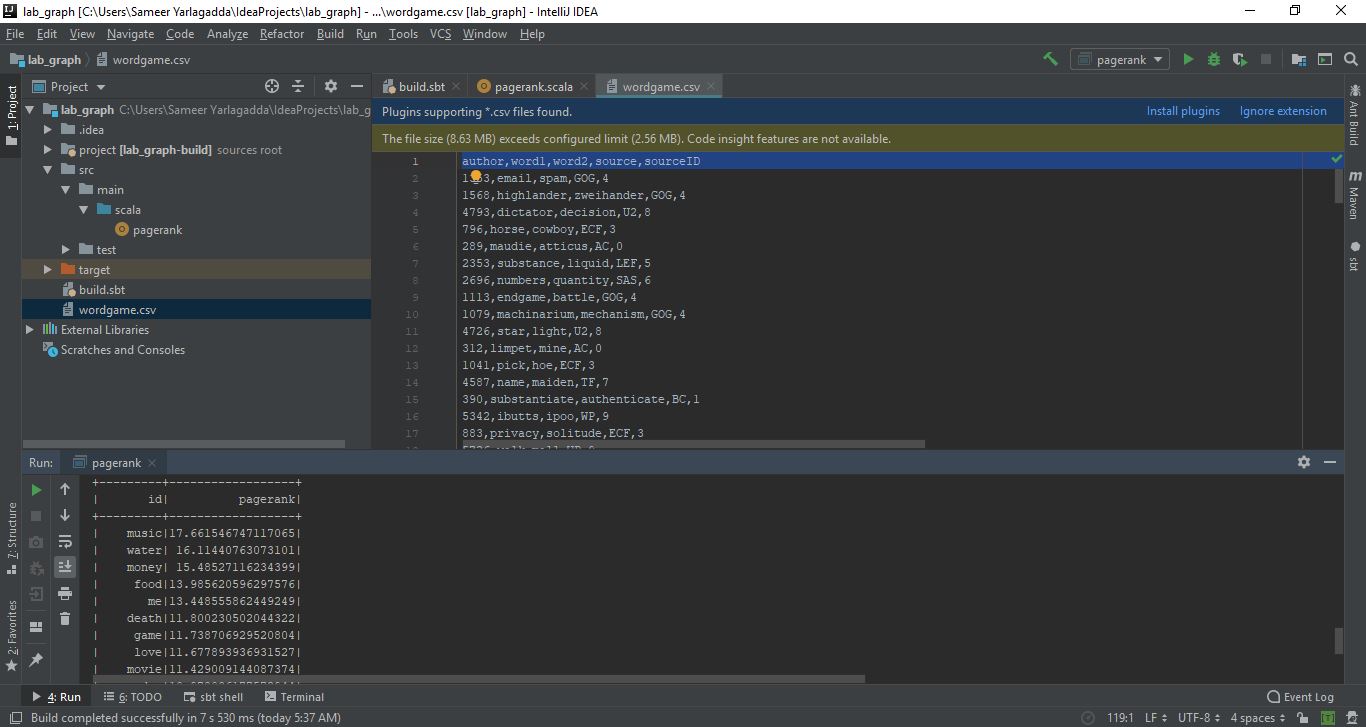 lab_graph [C:\Users\Sameer Yarlagadda\IdeaProjects\lab_graph] - ...\wordgame.csv [lab_graph] - IntelliJ IDEA
File Edit View Navigate Code Analyze Refactor Build Run Tools VCS Window Help
lab_graph wordgame.csv pagerank
Project build.sbt pagerank.scala wordgame.csv
1: Project
lab_graph C:\Users\Sameer Yarlagadda\IdeaProjects\lab_g
.idea
project [lab_graph-build] sources root
src
main
scala
pagerank
test
target
build.sbt
wordgame.csv
External Libraries
Scratches and Consoles
Plugins supporting *.csv files found. Install plugins Ignore extension
The file size (8.63 MB) exceeds configured limit (2.56 MB). Code insight features are not available.
1 author,word1,word2,source,sourceID
2 ,email,spam,GOG,4
3 1568,highlander,zweihander,GOG,4
4 4793,dictator,decision,U2,8
5 796,horse,cowboy,ECF,3
6 289,maudie,atticus,AC,0
7 2353,substance,liquid,LEF,5
8 2696,numbers,quantity,SAS,6
9 1113,endgame,battle,GOG,4
10 1079,machinarium,mechanism,GOG,4
11 4726,star,light,U2,8
12 312,limpet,mine,AC,0
13 1041,pick,hoe,ECF,3
14 4587,name,maiden,TF,7
15 390,substantiate,authenticate,BC,1
16 5342,ibutts,ipoo,WP,9
17 883,privacy,solitude,ECF,3
Ant Build
Maven
sbt
Run: pagerank
+---------+-----------------+
| id| pagerank|
+---------+-----------------+
| music|17.661546747117065|
| water| 16.11440763073101|
| money| 15.48527116234399|
| food|13.985620596297576|
| me|13.448555862449249|
| death|11.800230502044322|
| game|11.738706929520804|
| love|11.677893936931527|
| movie|11.429009144087374|
7: Structure
2: Favorites
4: Run 6: TODO sbt shell Terminal Event Log
Build completed successfully in 7 s 530 ms (today 5:37 AM) 119:1 LF UTF-8 4 spaces